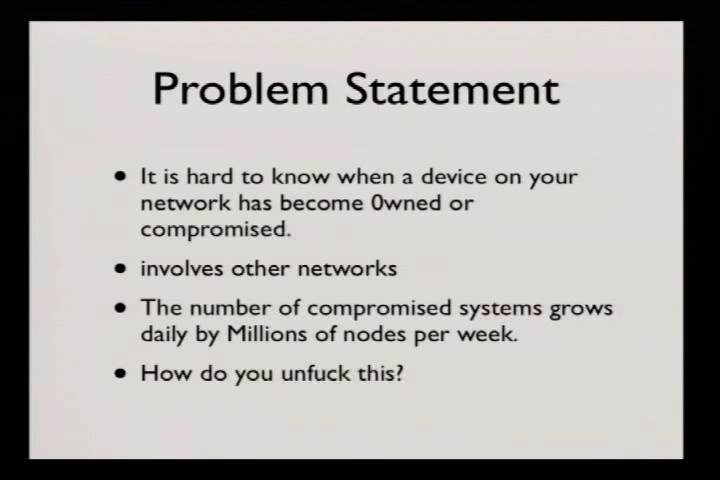 Problem Statement
• It is hard to know when a device on your
network has become 0wned or
compromised.
• involves other networks
• The number of compromised systems grows
daily by Millions of nodes per week.
• How do you unfuck this?